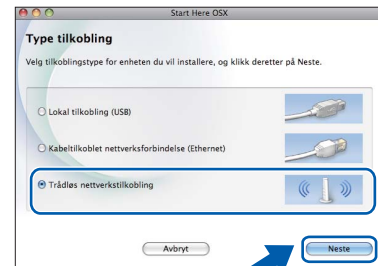 Start Here OSX
Type tilkobling
Velg tilkoblingstype for enheten du vil installere, og klikk deretter på Neste.
Lokal tilkobling (USB)
Kabeltilkoblet nettverksforbindelse (Ethernet)
Trådløs nettverkstilkobling
Avbryt
Neste